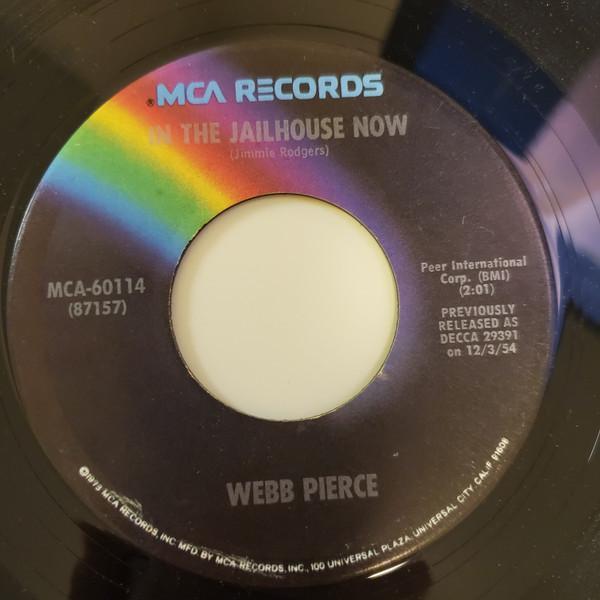 ®MCA RECORDS
IN THE JAILHOUSE NOW
(Jimmie Rodgers)
MCA-60114
(87157)
Peer International
Corp. (BMI)
(2:01)
PREVIOUSLY
RELEASED AS
DECCA 29391
on 12/3/54
WEBB PIERCE
©1973 MCA RECORDS, INC MFD BY MCA RECORDS, INC., 100 UNIVERSAL PLAZA, UNIVERSAL CITY, CALIF 91608